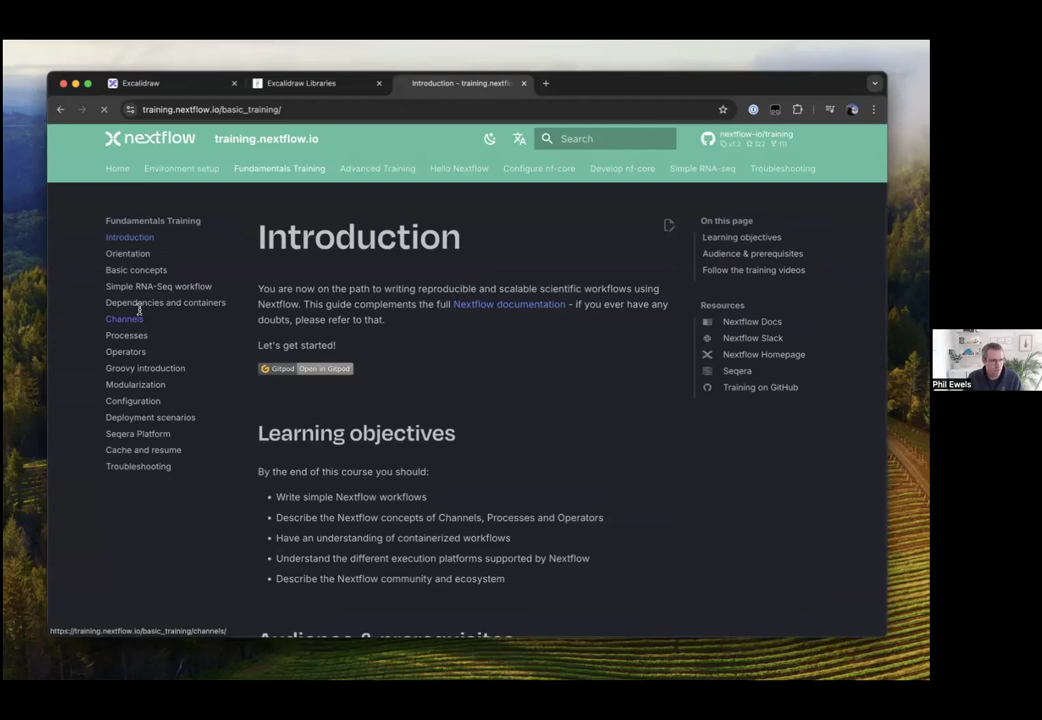 Excalidraw
Excalidraw Libraries
Introduction - training.nextfl
training.nextflow.io/basic_training/
nextflow
training.nextflow.io
Search
nextflow-io/training
v1.2 122 111
Home
Environment setup
Fundamentals Training
Advanced Training
Hello Nextflow
Configure nf-core
Develop nf-core
Simple RNA-seq
Troubleshooting
Fundamentals Training
Introduction
Orientation
Basic concepts
Simple RNA-Seq workflow
Dependencies and containers
Channels
Processes
Operators
Groovy introduction
Modularization
Configuration
Deployment scenarios
Seqera Platform
Cache and resume
Troubleshooting
Introduction
You are now on the path to writing reproducible and scalable scientific workflows using
Nextflow. This guide complements the full Nextflow documentation - if you ever have any
doubts, please refer to that.
Let's get started!
Gitpod Open in Gitpod
Learning objectives
By the end of this course you should:
• Write simple Nextflow workflows
• Describe the Nextflow concepts of Channels, Processes and Operators
• Have an understanding of containerized workflows
• Understand the different execution platforms supported by Nextflow
• Describe the Nextflow community and ecosystem
Audience & prerequisites
On this page
Learning objectives
Audience & prerequisites
Follow the training videos
Resources
Nextflow Docs
Nextflow Slack
Nextflow Homepage
Seqera
Training on GitHub
https://training.nextflow.io/basic_training/channels/
Phil Ewels